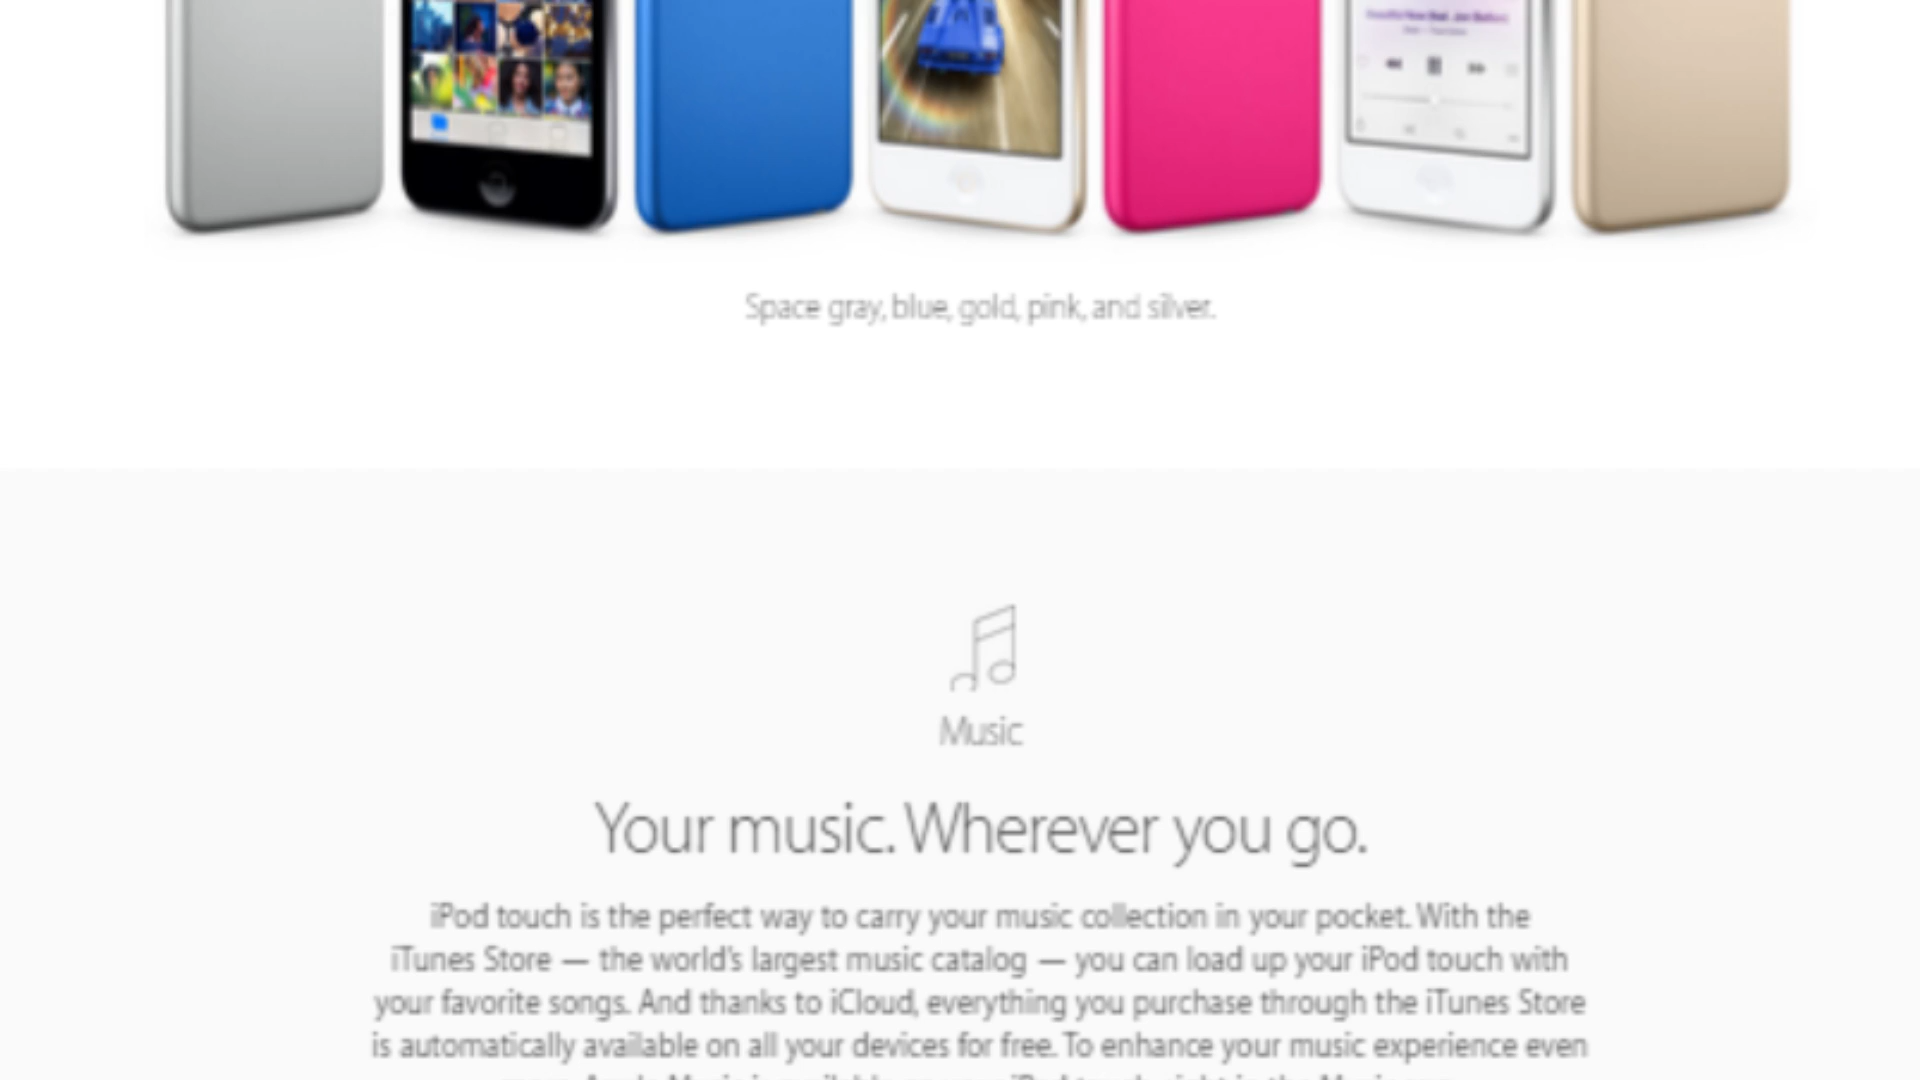 Space gray, blue, gold, pink, and silver.
Music
Your music. Wherever you go.
iPod touch is the perfect way to carry your music collection in your pocket. With the
iTunes Store — the world's largest music catalog — you can load up your iPod touch with
your favorite songs. And thanks to iCloud, everything you purchase through the iTunes Store
is automatically available on all your devices for free. To enhance your music experience even